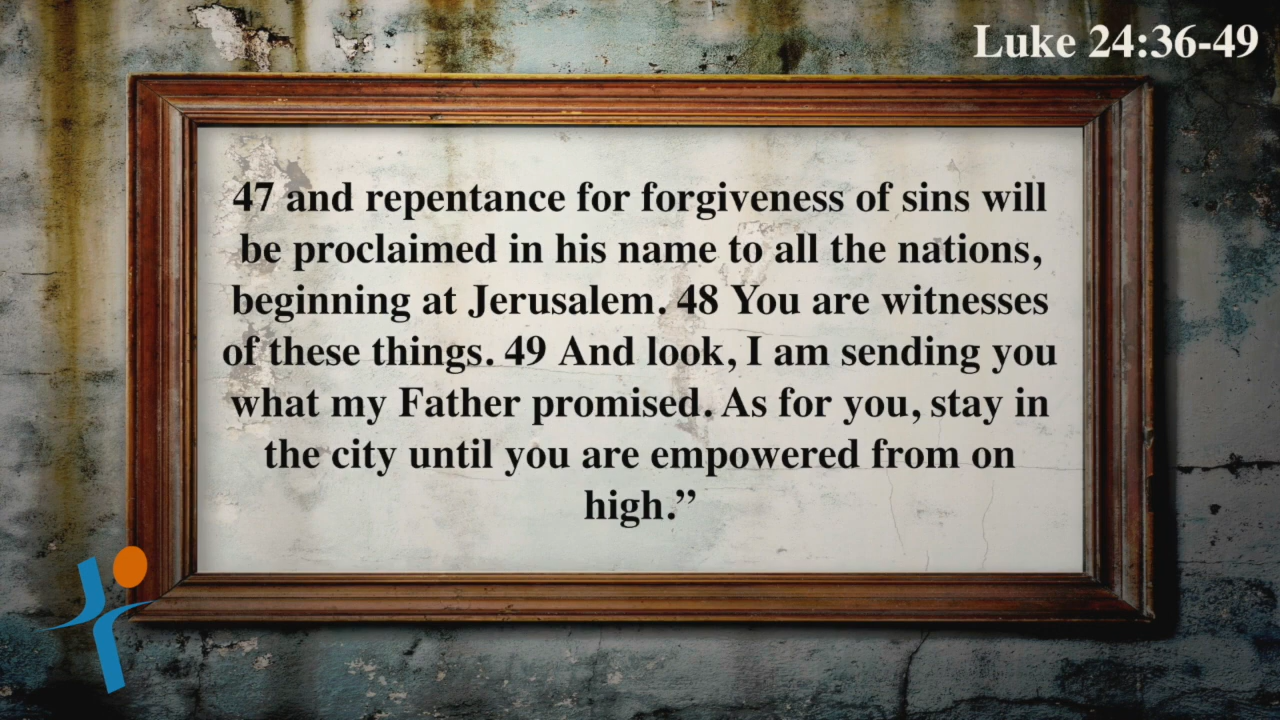 Luke 24:36-49
47 and repentance for forgiveness of sins will
be proclaimed in his name to all the nations,
beginning at Jerusalem. 48 You are witnesses
of these things. 49 And look, I am sending you
what my Father promised. As for you, stay in
the city until you are empowered from on
high.”